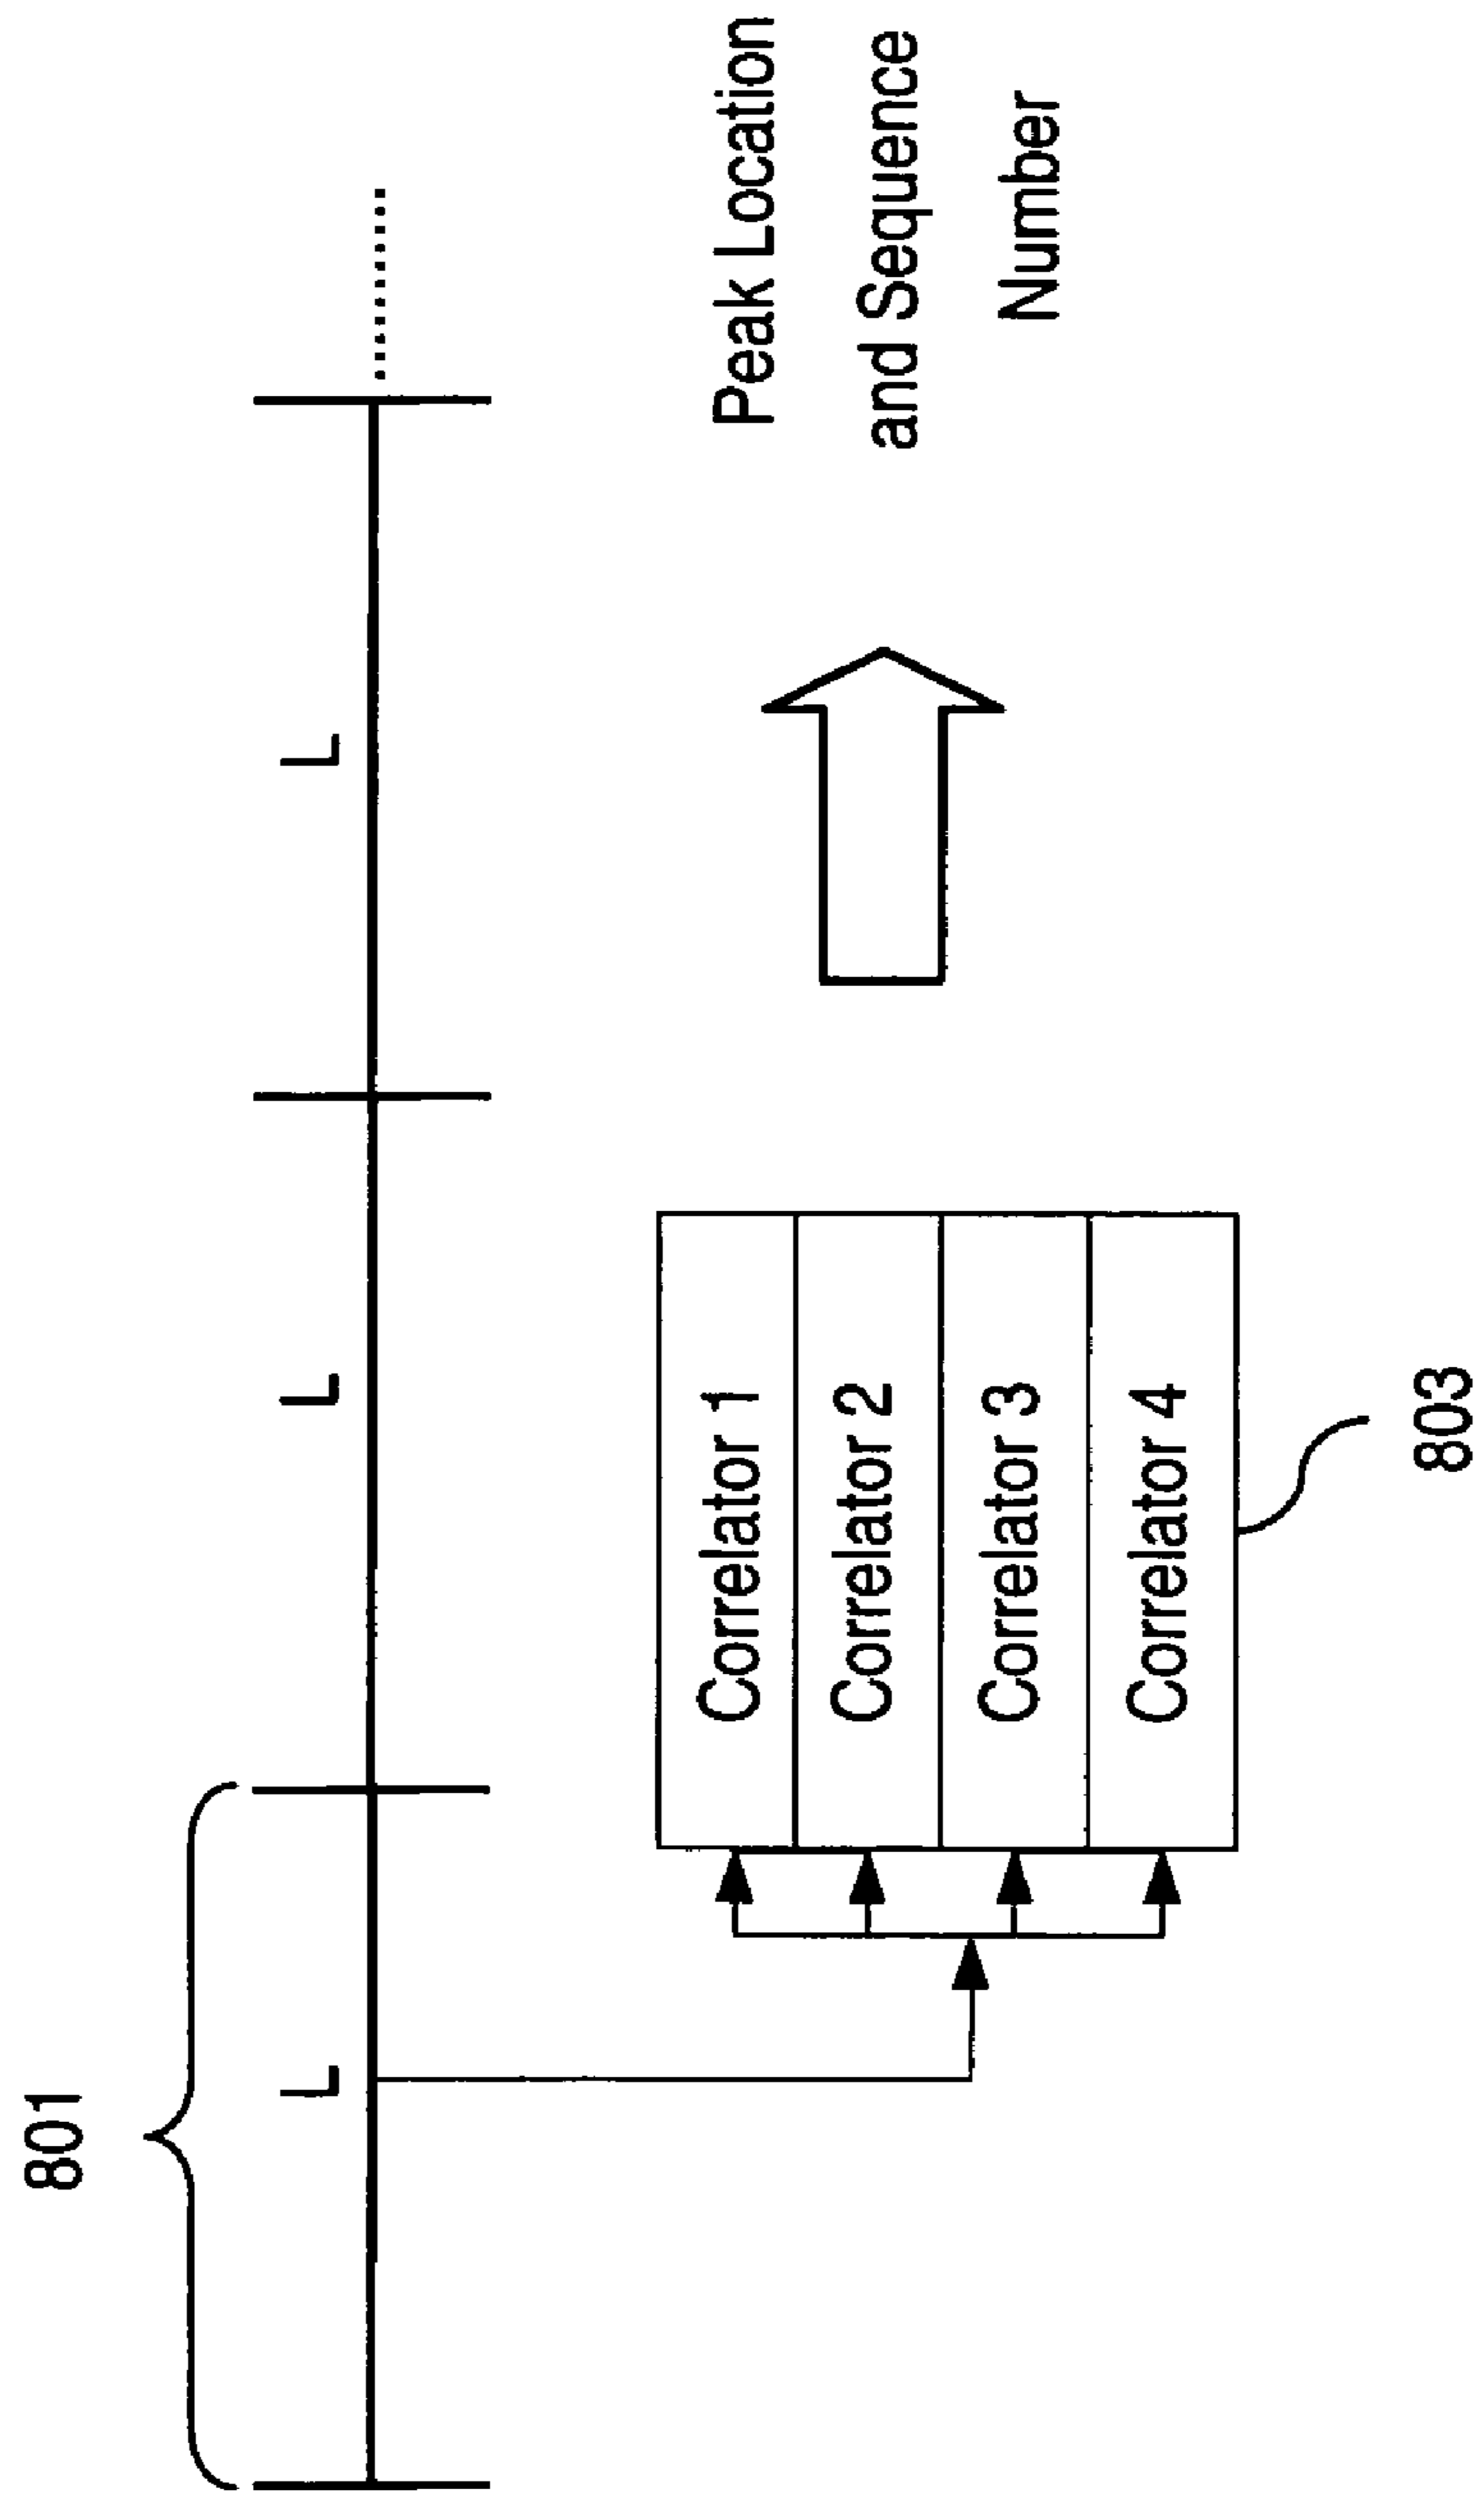 801
L
L
L
........
Correlator 1
Correlator 2
Correlator 3
Correlator 4
Peak Location
and Sequence
Number
803